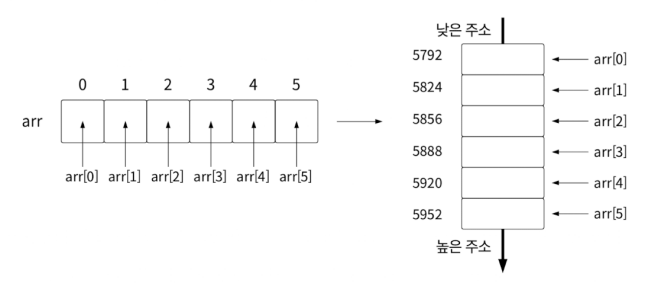 0 1 2 3 4 5
arr
arr[0] arr[1] arr[2] arr[3] arr[4] arr[5]
낮은 주소
5792 arr[0]
5824 arr[1]
5856 arr[2]
5888 arr[3]
5920 arr[4]
5952 arr[5]
높은 주소